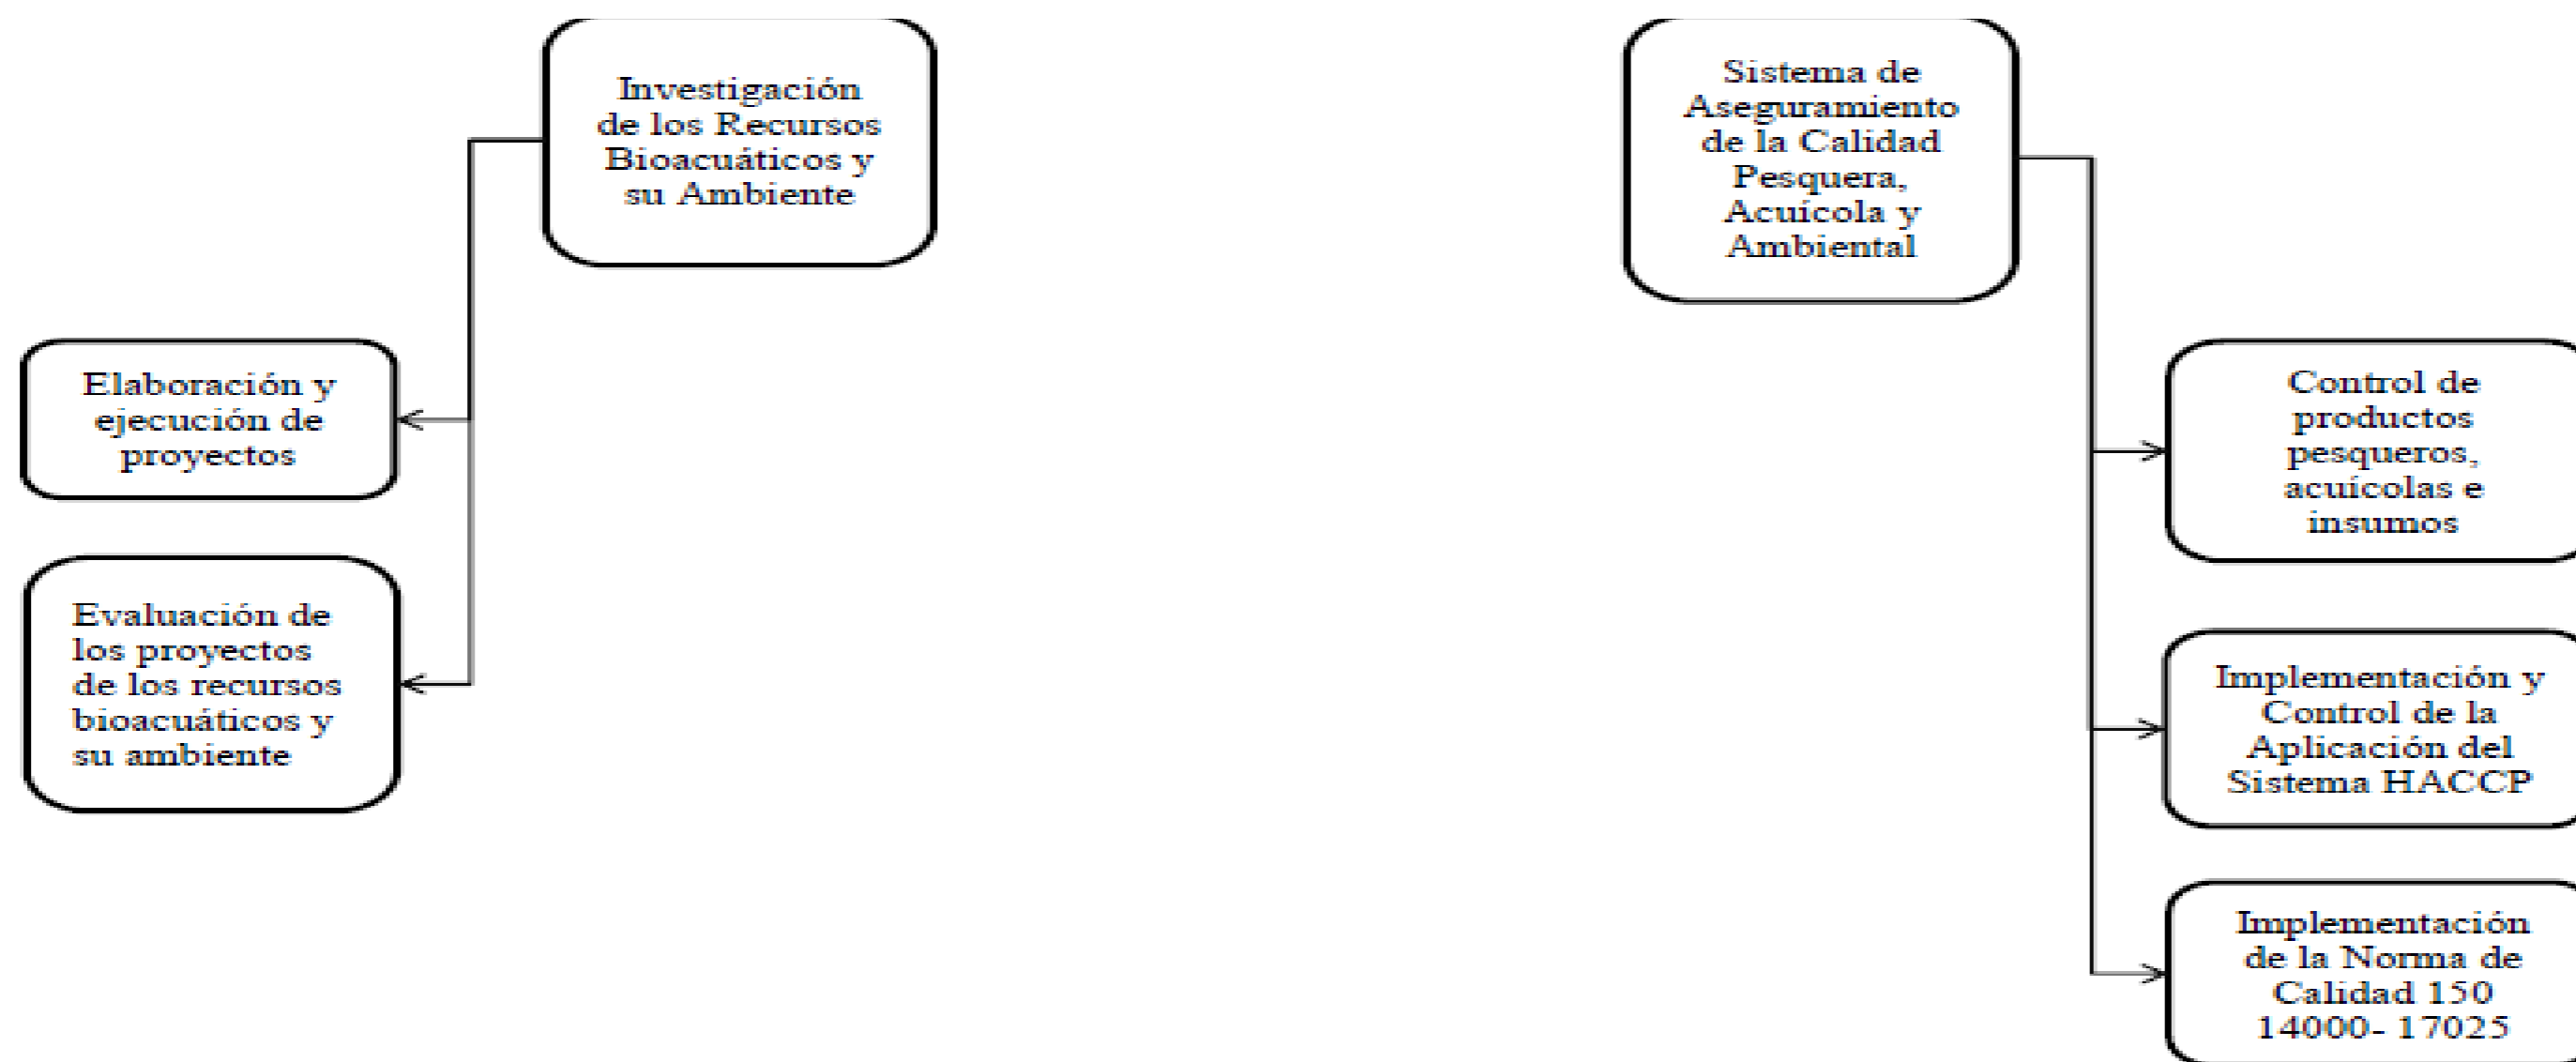 Investigación
de los Recursos
Bioacuáticos y
su Ambiente
Elaboración y
ejecución de
proyectos
Evaluación de
los proyectos
de los recursos
bioacuáticos y
su ambiente
Sistema de
Aseguramiento
de la Calidad
Pesquera,
Acuícola y
Ambiental
Control de
productos
pesqueros,
acuícolas e
insumos
Implementación y
Control de la
Aplicación del
Sistema HACCP
Implementación
de la Norma de
Calidad 150
14000- 17025